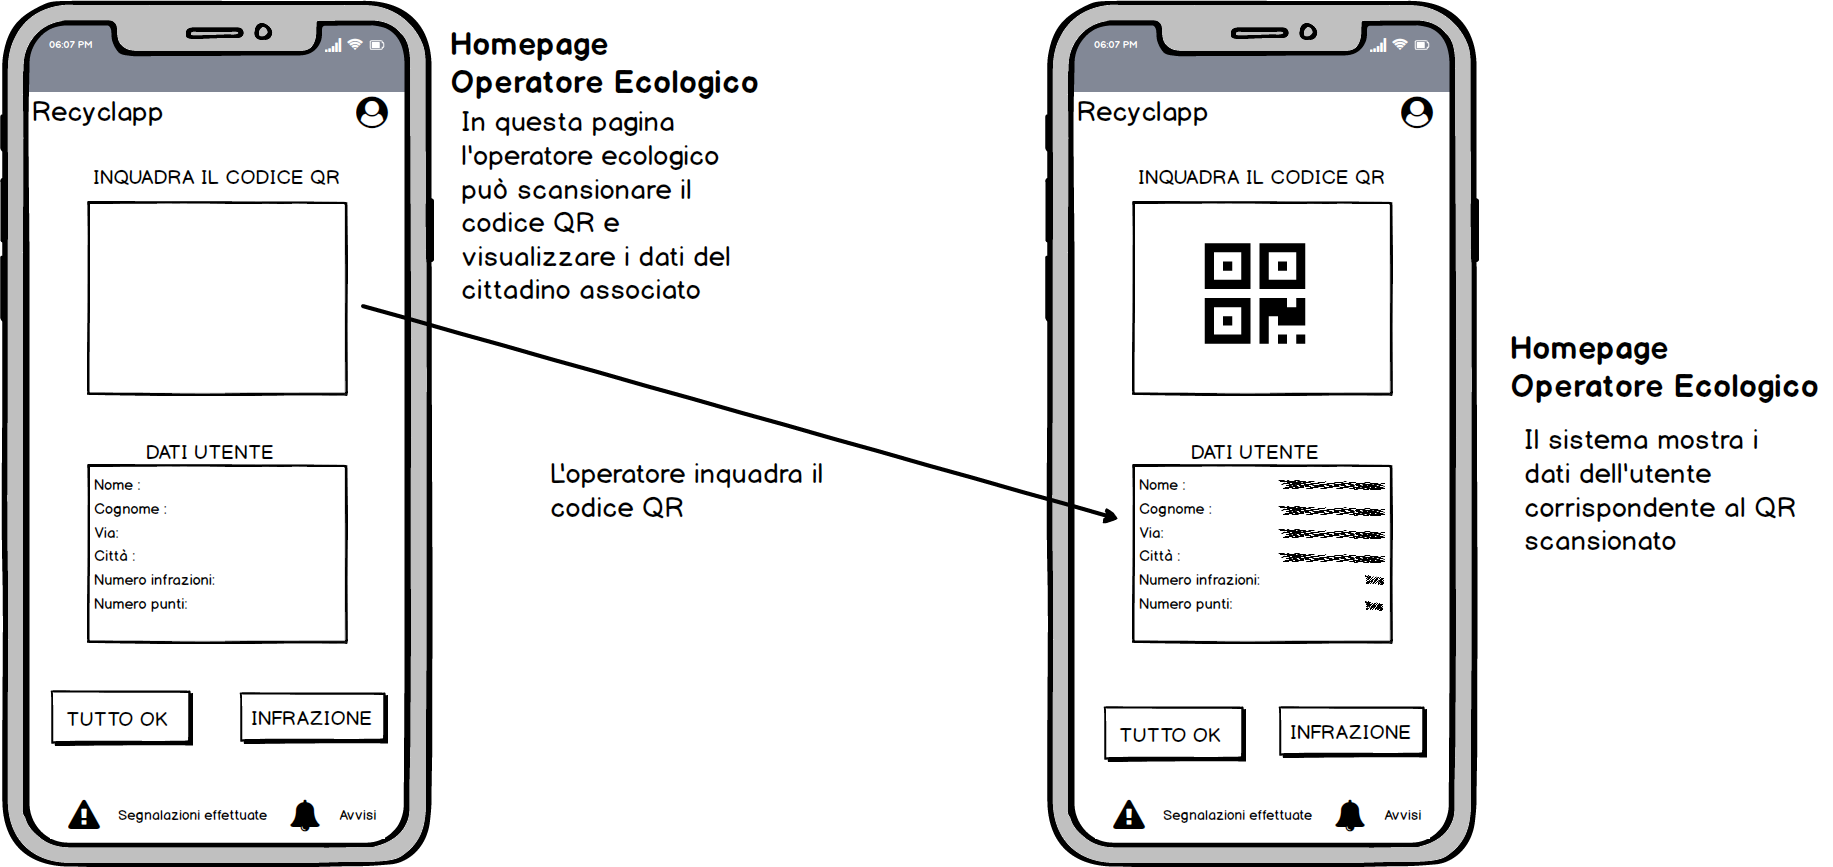 06:07 PM
Recyclapp
INQUADRA IL CODICE QR
DATI UTENTE
Nome :
Cognome :
Via:
Città :
Numero infrazioni:
Numero punti:
TUTTO OK
INFRAZIONE
Segnalazioni effettuate
Avvisi
Homepage
Operatore Ecologico
In questa pagina
l'operatore ecologico
può scansionare il
codice QR e
visualizzare i dati del
cittadino associato
L'operatore inquadra il
codice QR
06:07 PM
Recyclapp
INQUADRA IL CODICE QR
DATI UTENTE
Nome :
Cognome :
Via:
Città :
Numero infrazioni:
Numero punti:
TUTTO OK
INFRAZIONE
Segnalazioni effettuate
Avvisi
Homepage
Operatore Ecologico
Il sistema mostra i
dati dell'utente
corrispondente al QR
scansionato